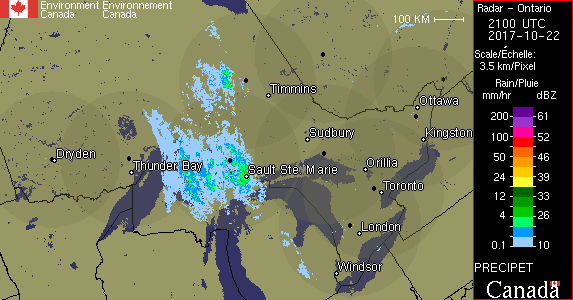 Environment Environnement
Canada Canada
100 KM
Timmins
Ottawa
Sudbury
Kingston
Dryden
Thunder Bay
Sault Ste. Marie
Orillia
Toronto
London
Windsor
Radar - Ontario
2100 UTC
2017-10-22
Scale/Échelle:
3.5 km/Pixel
Rain/Pluie
mm/hr dBZ
200 61
100 52
50 46
24 39
12 33
4 26
0.1 10
PRECIPET
Canada